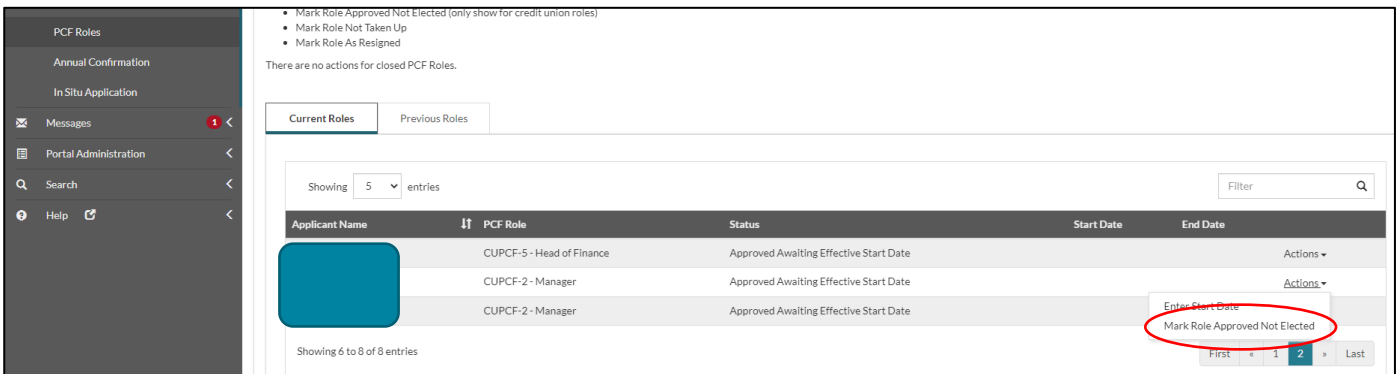 Mark Role Approved Not Elected (only show for credit union roles)
PCF Roles
Mark Role Not Taken Up
Mark Role As Resigned
Annual Confirmation
There are no actions for closed PCF Roles.
In Situ Application
Messages 1
Current Roles Previous Roles
Portal Administration
Search
Showing 5 entries Filter
Help
Applicant Name PCF Role Status Start Date End Date
CUPCF-5 - Head of Finance Approved Awaiting Effective Start Date Actions
CUPCF-2 - Manager Approved Awaiting Effective Start Date Actions
CUPCF-2 - Manager Approved Awaiting Effective Start Date
Enter Start Date
Mark Role Approved Not Elected
Showing 6 to 8 of 8 entries First « 1 2 » Last